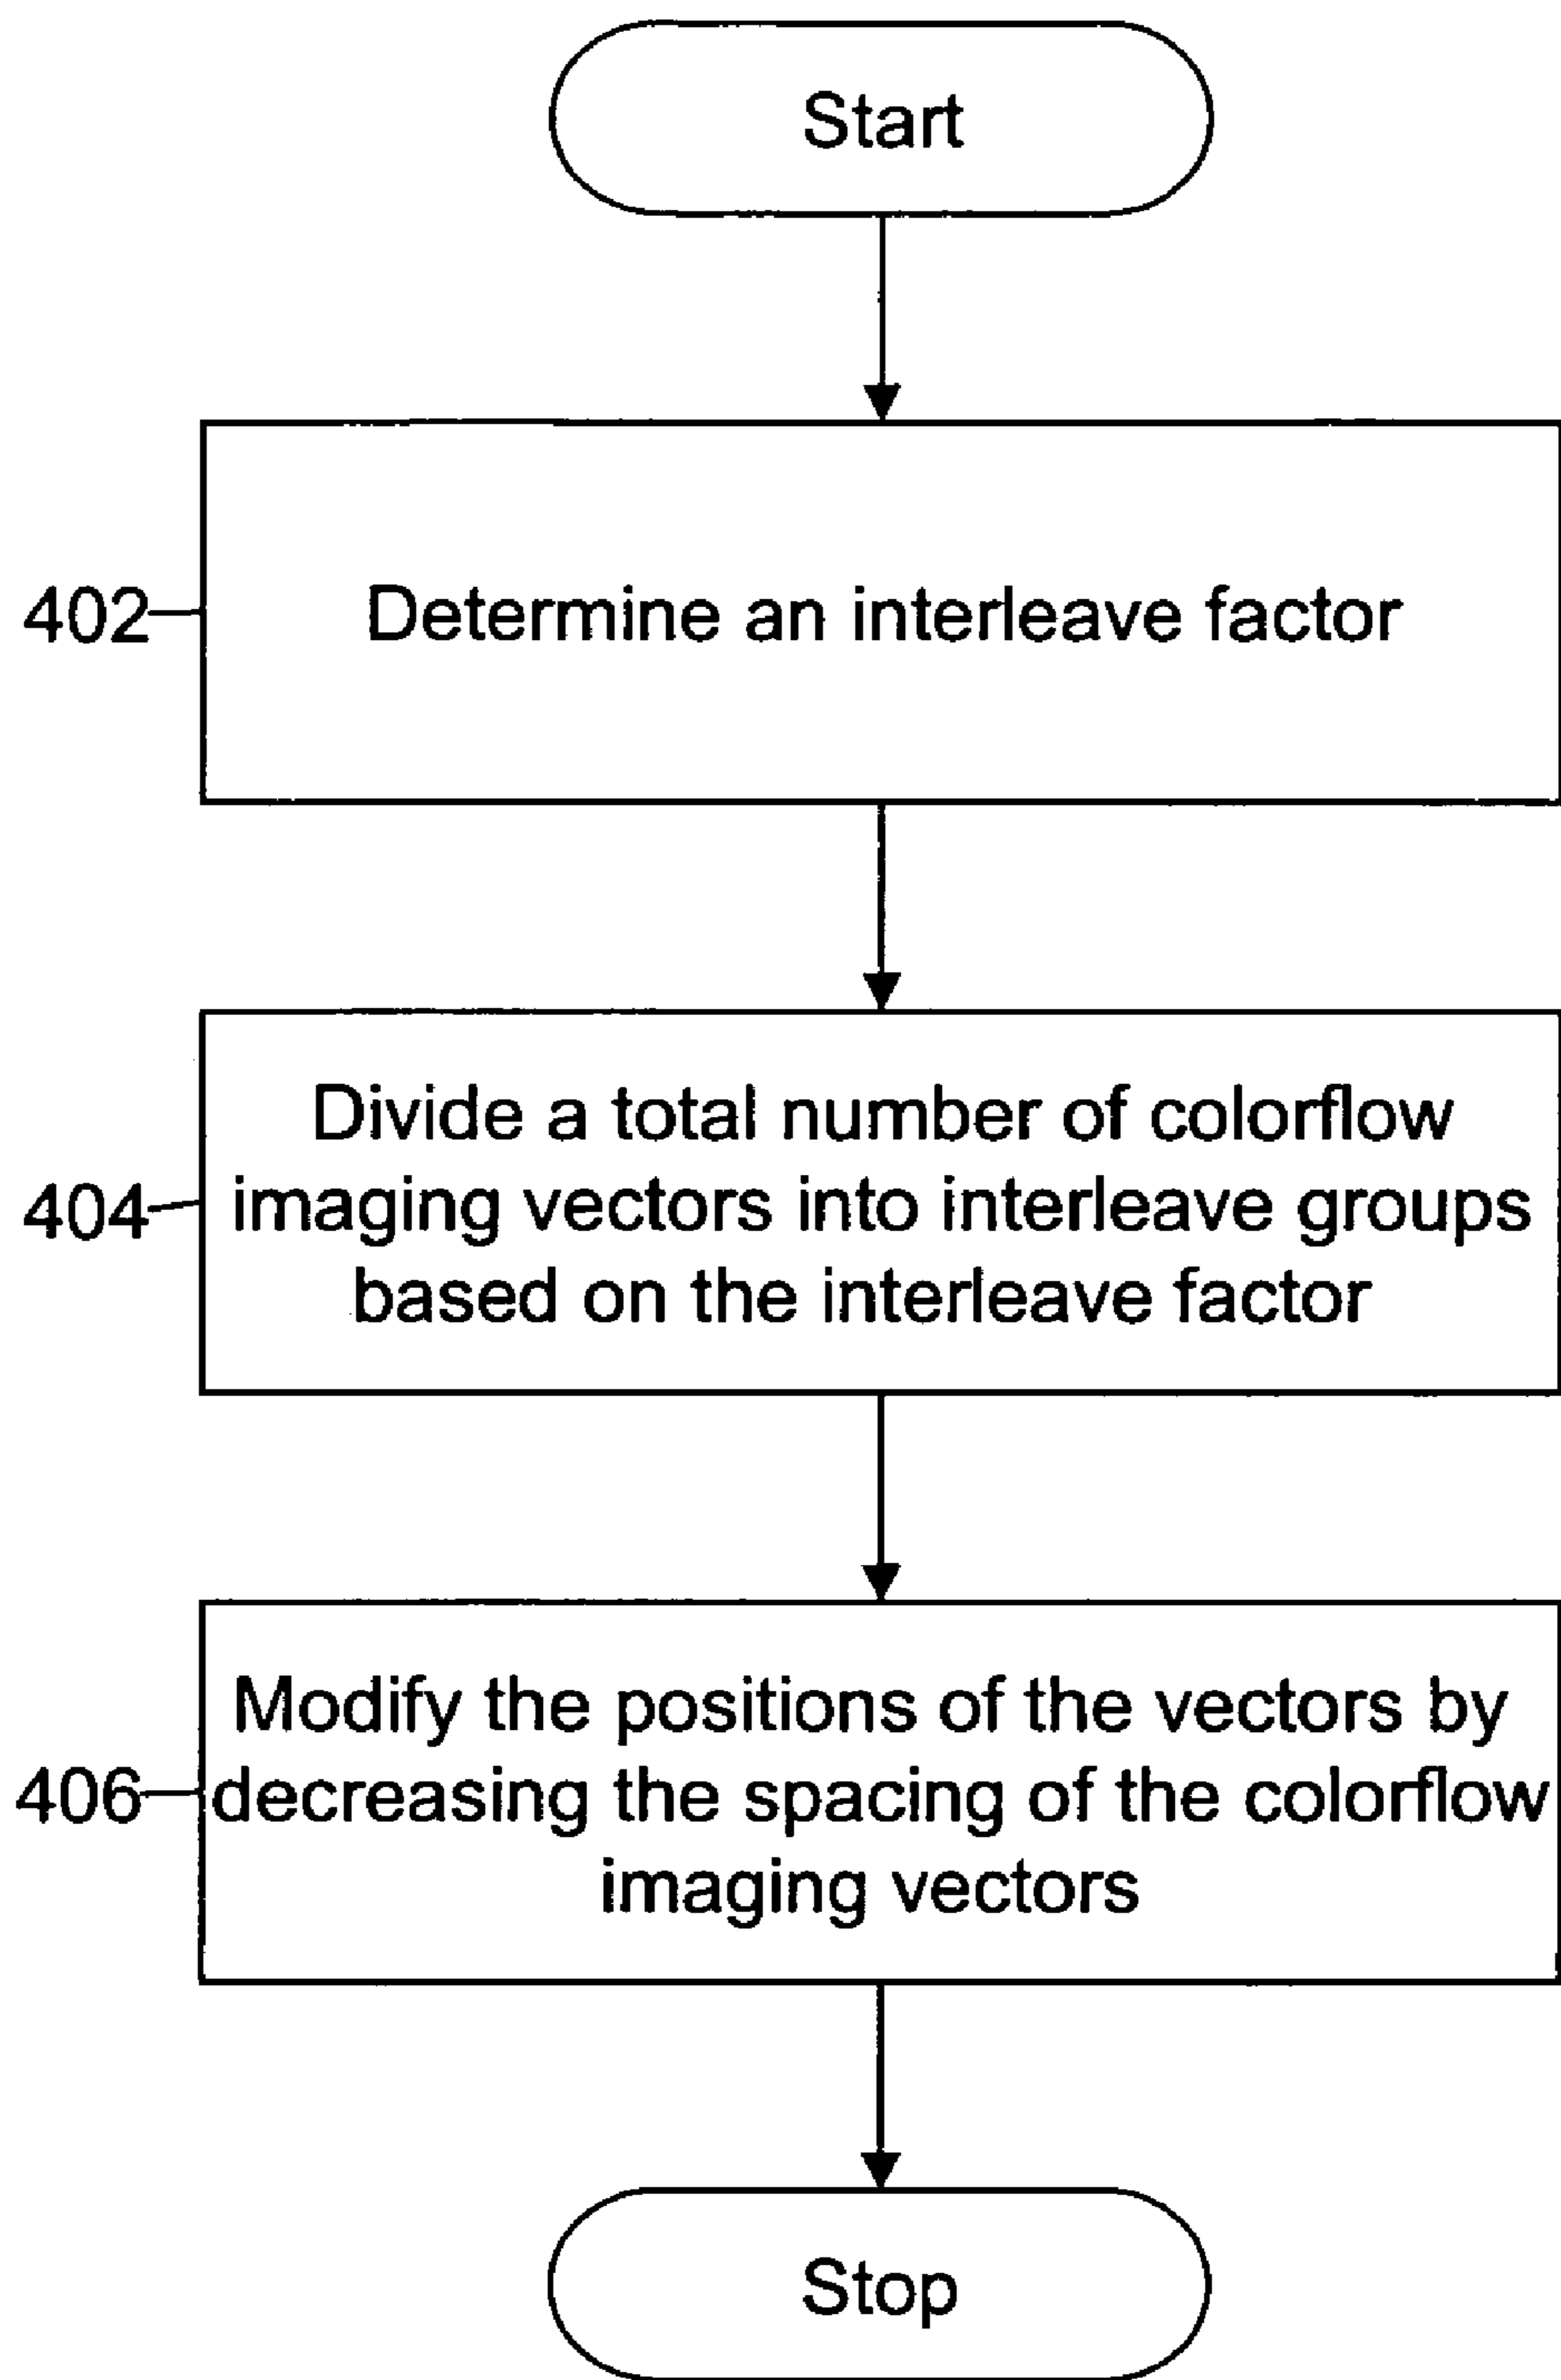 Start
402
Determine an interleave factor
404
Divide a total number of colorflow
imaging vectors into interleave groups
based on the interleave factor
406
Modify the positions of the vectors by
decreasing the spacing of the colorflow
imaging vectors
Stop